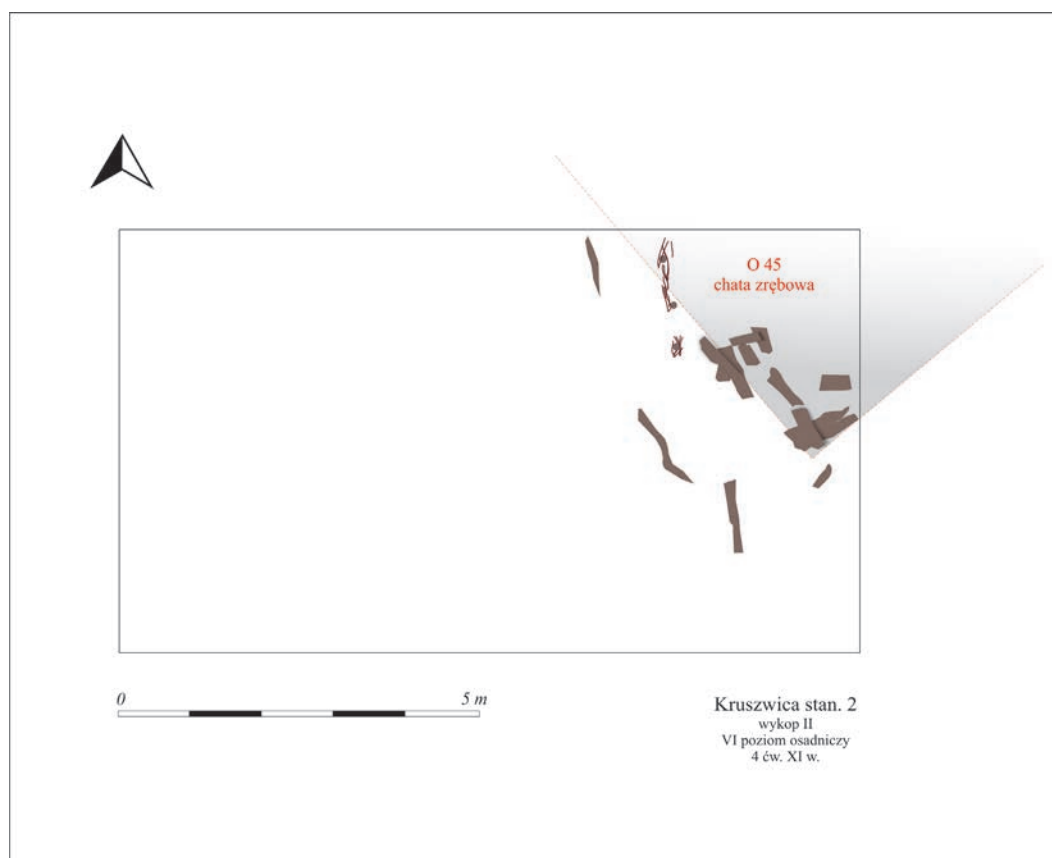 O 45
chata zrębowa
0 5 m
Kruszwica stan. 2
wykop II
VI poziom osadniczy
4 ćw. XI w.